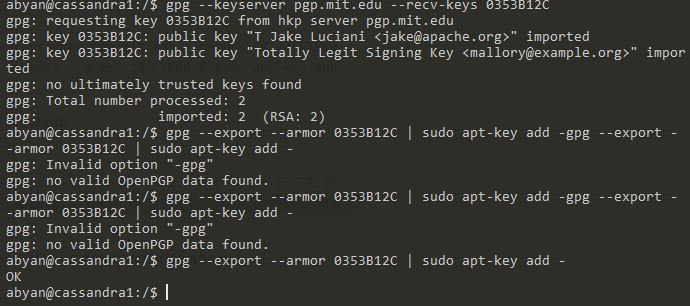 abyan@cassandra1:/$ gpg --keyserver pgp.mit.edu --recv-keys 0353B12C
gpg: requesting key 0353B12C from hkp server pgp.mit.edu
gpg: key 0353B12C: public key "T Jake Luciani <jake@apache.org>" imported
gpg: key 0353B12C: public key "Totally Legit Signing Key <mallory@example.org>" impor
ted
gpg: no ultimately trusted keys found
gpg: Total number processed: 2
gpg:               imported: 2  (RSA: 2)
abyan@cassandra1:/$ gpg --export --armor 0353B12C | sudo apt-key add -gpg --export -
-armor 0353B12C | sudo apt-key add -
gpg: Invalid option "-gpg"
gpg: no valid OpenPGP data found.
abyan@cassandra1:/$ gpg --export --armor 0353B12C | sudo apt-key add -gpg --export -
-armor 0353B12C | sudo apt-key add -
gpg: Invalid option "-gpg"
gpg: no valid OpenPGP data found.
abyan@cassandra1:/$ gpg --export --armor 0353B12C | sudo apt-key add -
OK
abyan@cassandra1:/$